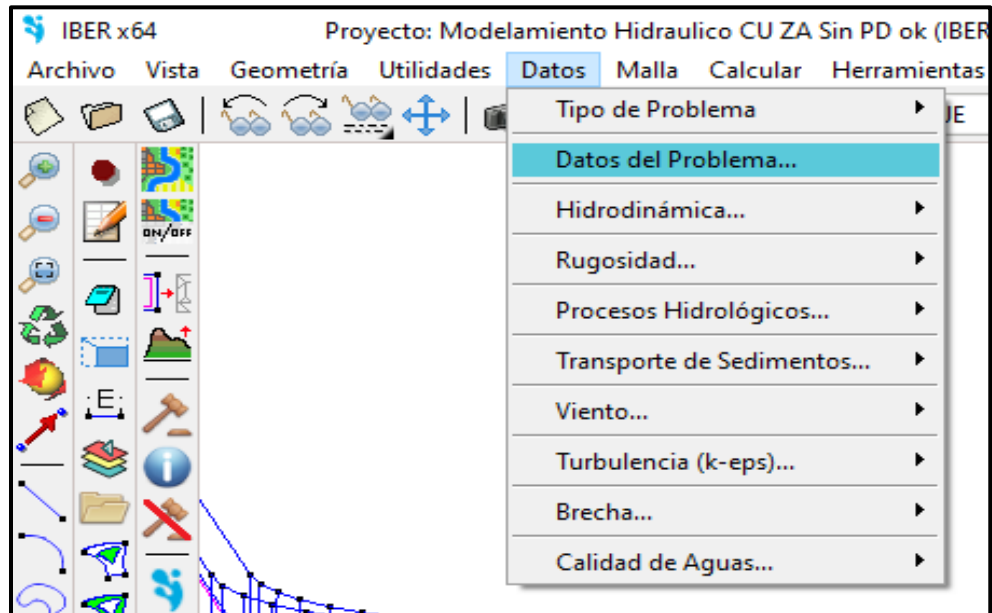 IBER x64 Proyecto: Modelamiento Hidraulico CU ZA Sin PD ok (IBER
Archivo Vista Geometría Utilidades Datos Malla Calcular Herramientas
Tipo de Problema
JE
Datos del Problema...
ON/OFF
Hidrodinámica...
Rugosidad...
Procesos Hidrológicos...
Transporte de Sedimentos...
Viento...
E
Turbulencia (k-eps)...
Brecha...
Calidad de Aguas...